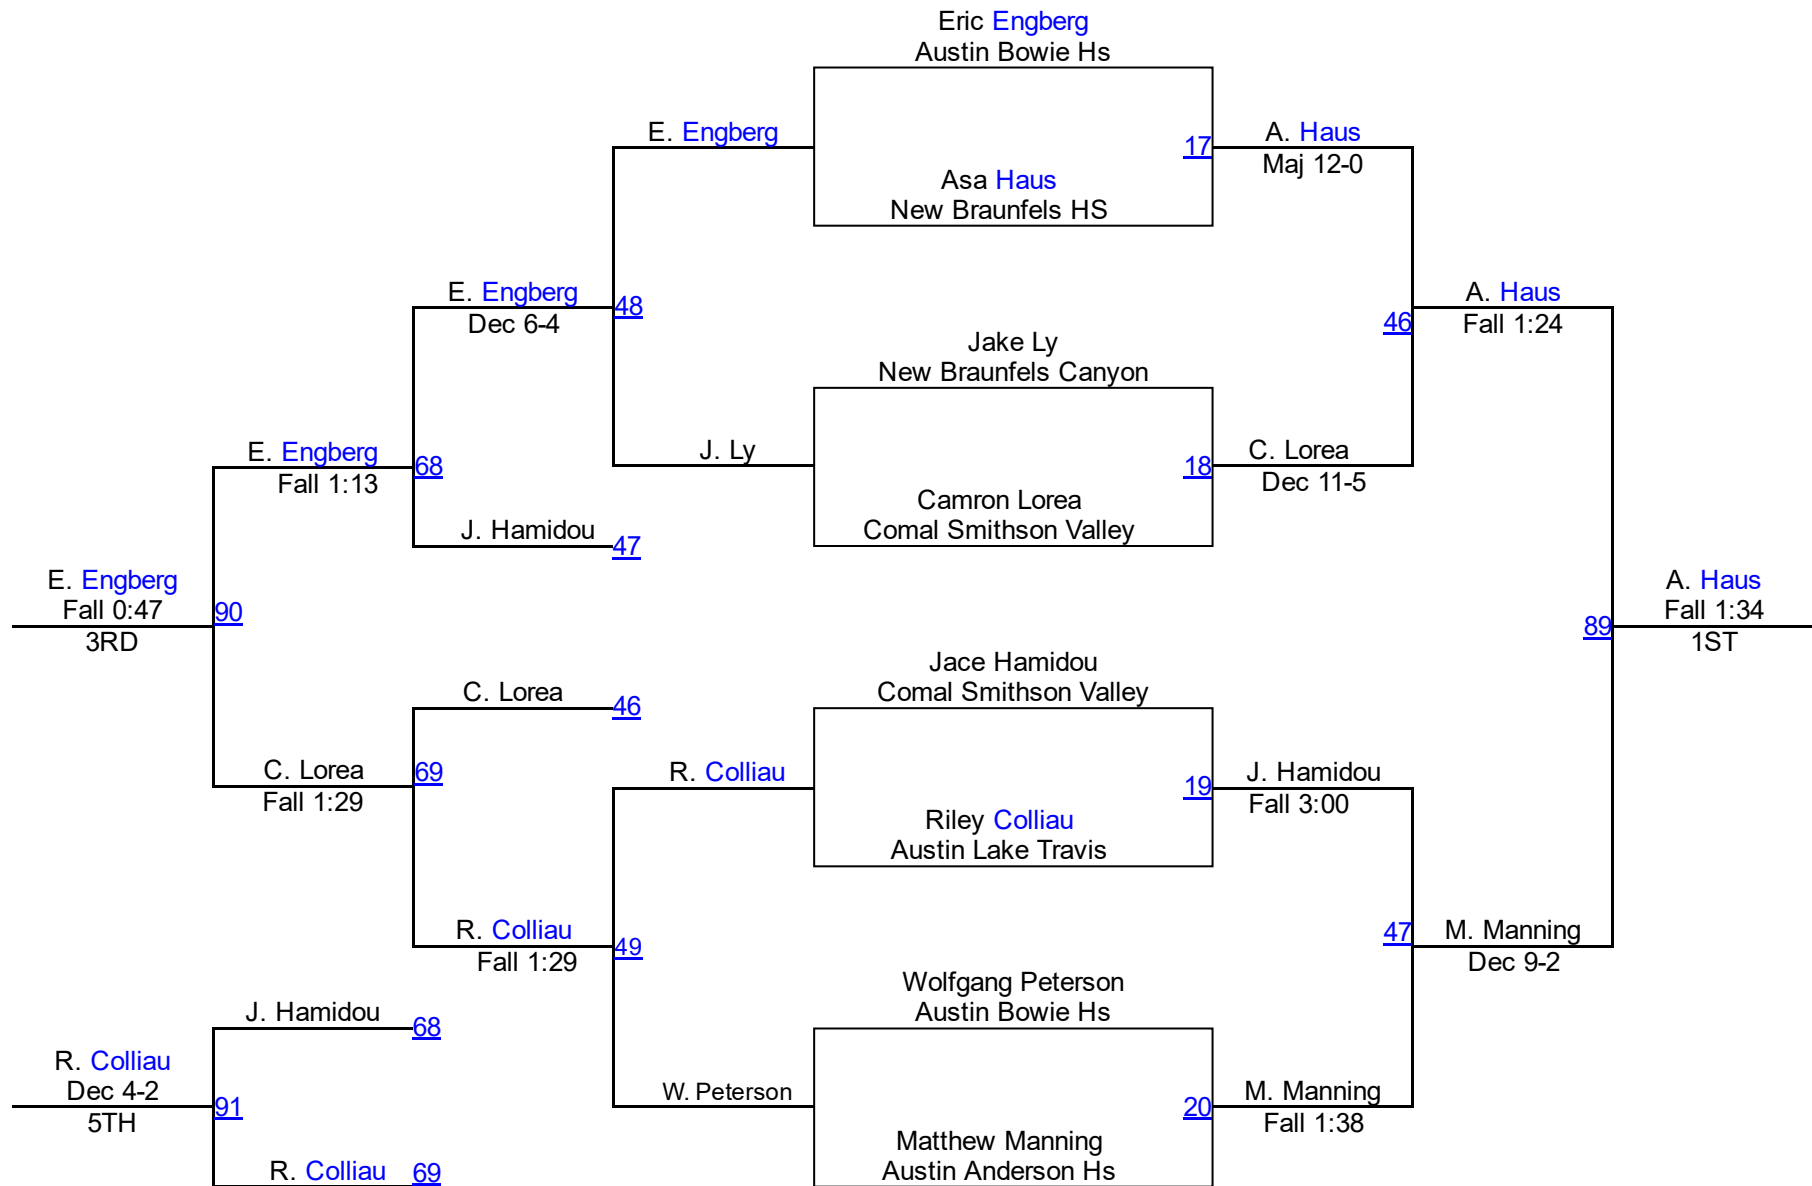 Eric Engberg
Austin Bowie Hs
E. Engberg
17
A. Haus
Maj 12-0
Asa Haus
New Braunfels HS
E. Engberg
Dec 6-4
48
A. Haus
Fall 1:24
46
Jake Ly
New Braunfels Canyon
E. Engberg
Fall 1:13
68
J. Ly
18
C. Lorea
Dec 11-5
Camron Lorea
Comal Smithson Valley
J. Hamidou
47
E. Engberg
Fall 0:47
3RD
90
A. Haus
Fall 1:34
1ST
89
Jace Hamidou
Comal Smithson Valley
C. Lorea
46
C. Lorea
Fall 1:29
69
R. Colliau
19
J. Hamidou
Fall 3:00
Riley Colliau
Austin Lake Travis
R. Colliau
Fall 1:29
49
47
M. Manning
Dec 9-2
Wolfgang Peterson
Austin Bowie Hs
J. Hamidou
68
R. Colliau
Dec 4-2
5TH
91
W. Peterson
20
M. Manning
Fall 1:38
Matthew Manning
Austin Anderson Hs
R. Colliau
69